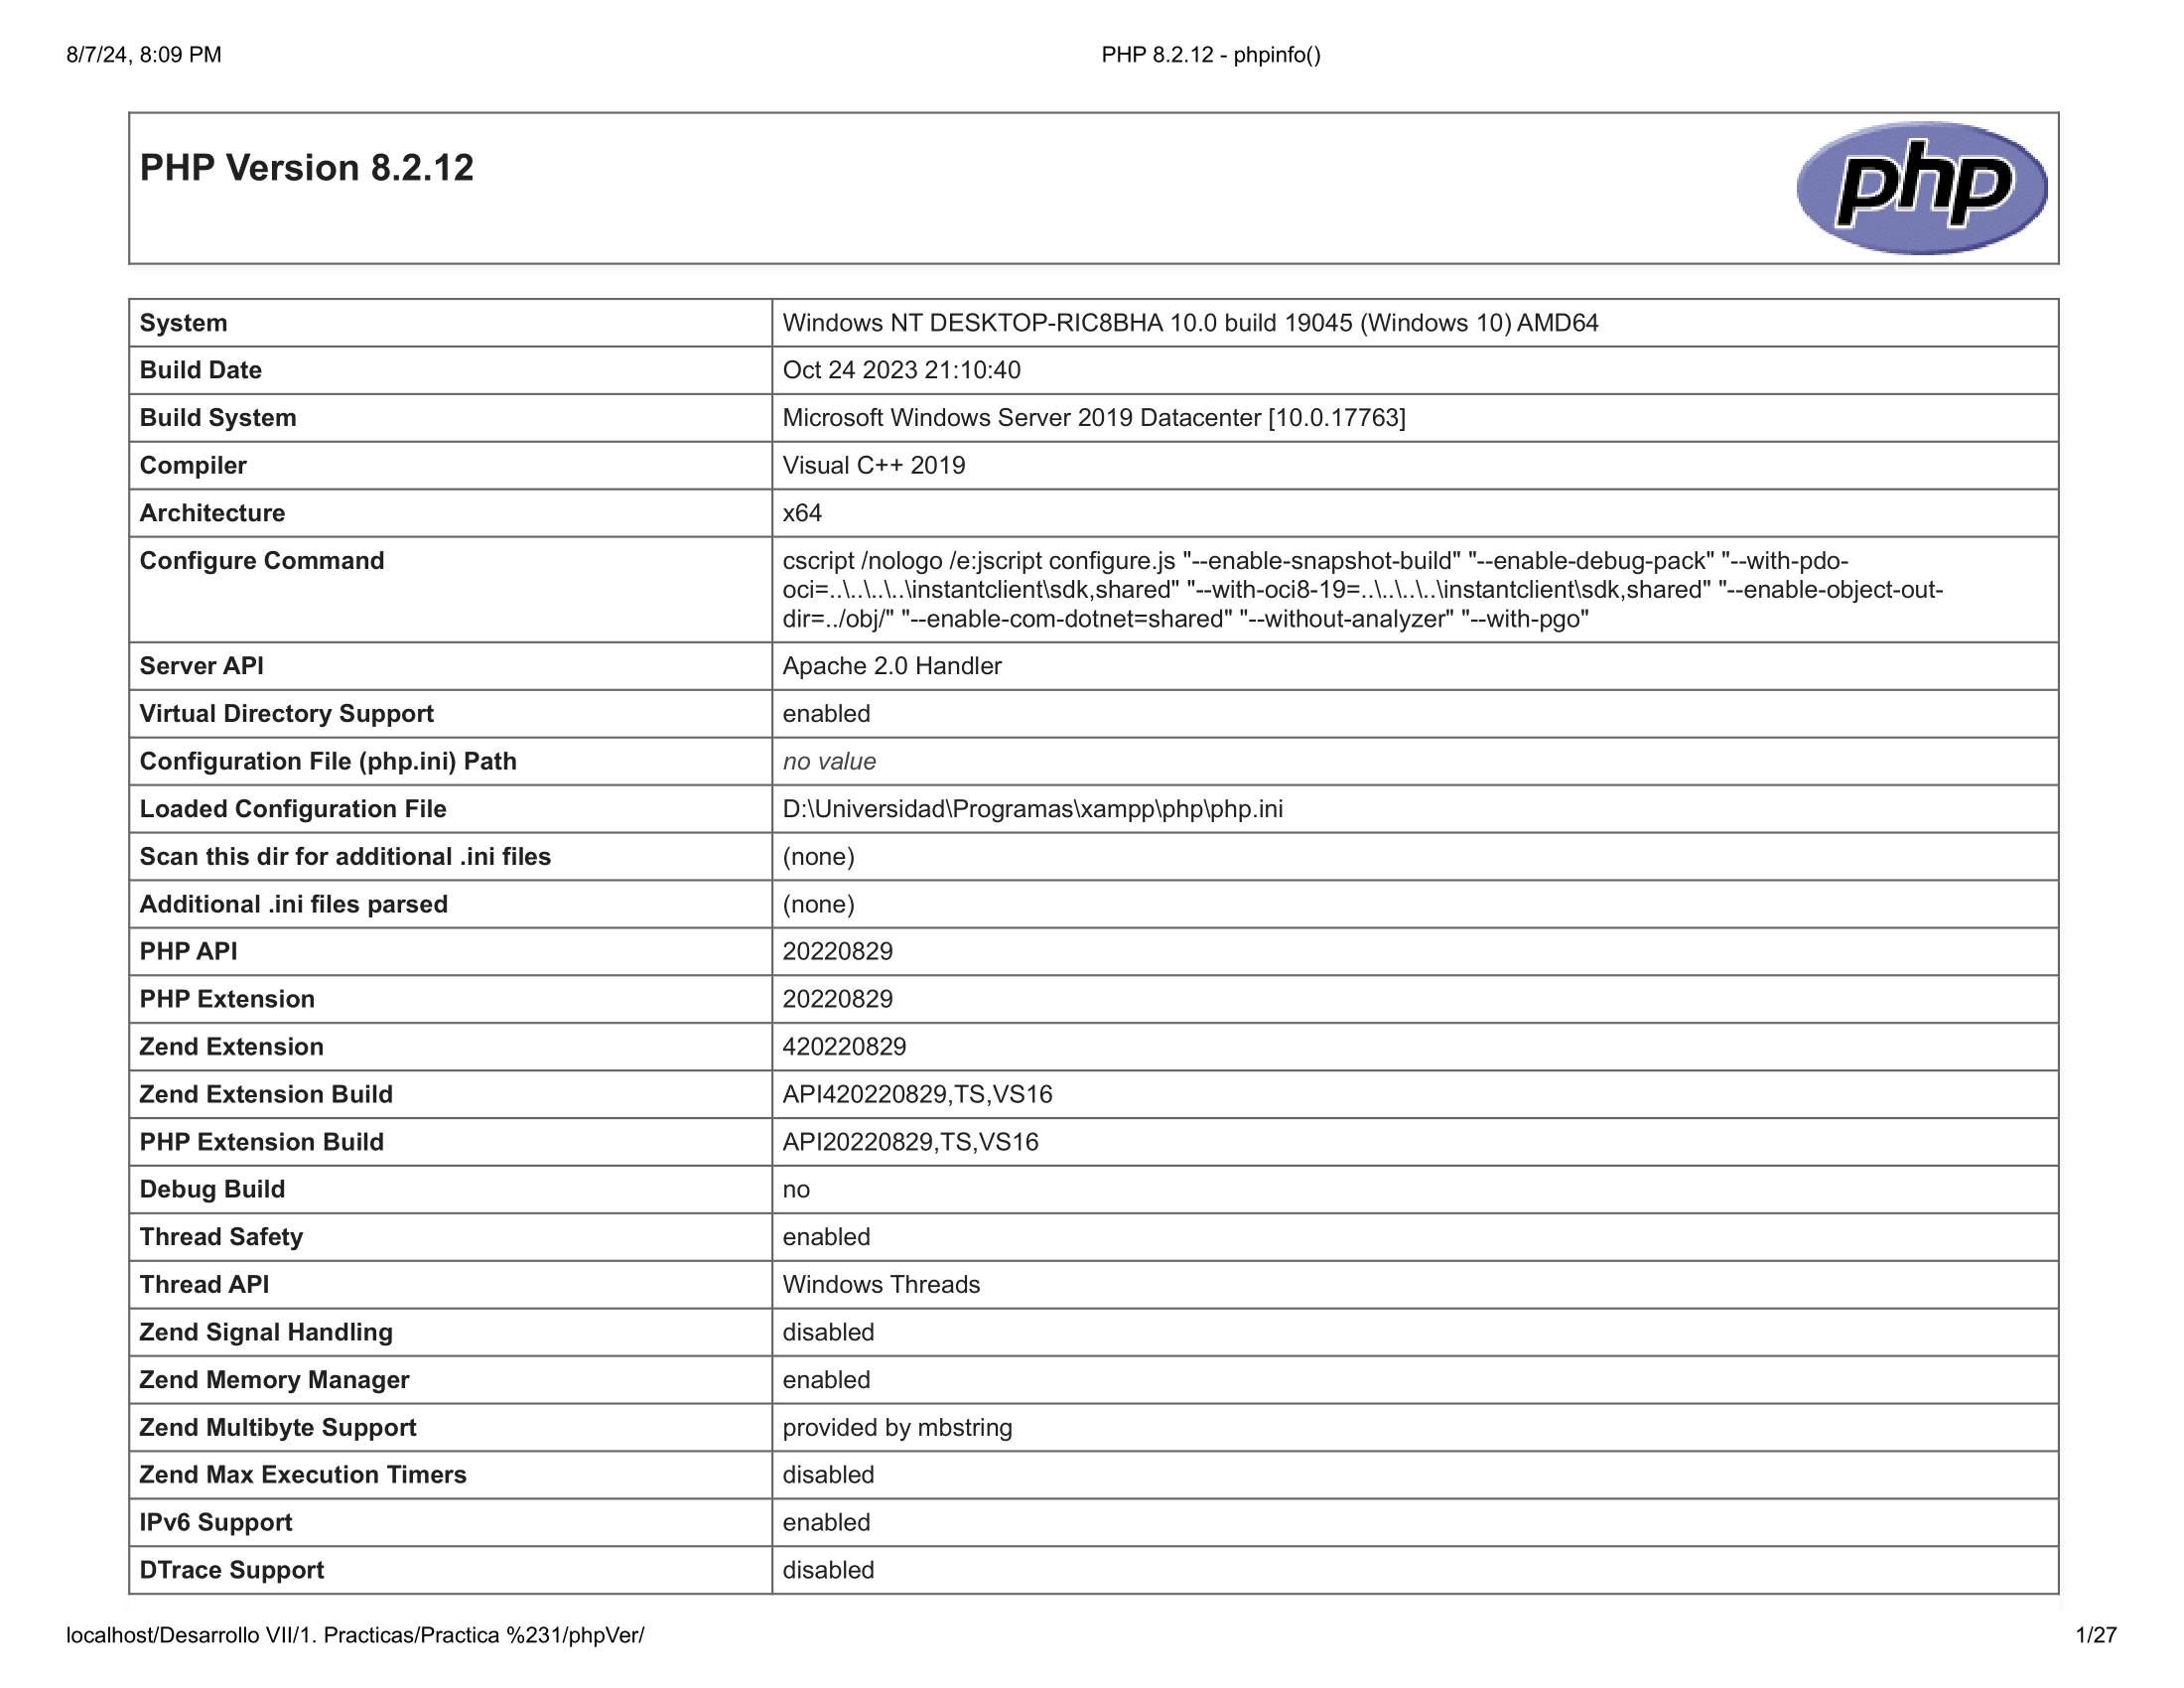 8/7/24, 8:09 PM PHP 8.2.12 - phpinfo()
PHP Version 8.2.12
php
System Windows NT DESKTOP-RIC8BHA 10.0 build 19045 (Windows 10) AMD64
Build Date Oct 24 2023 21:10:40
Build System Microsoft Windows Server 2019 Datacenter [10.0.17763]
Compiler Visual C++ 2019
Architecture x64
Configure Command cscript /nologo /e:jscript configure.js "--enable-snapshot-build" "--enable-debug-pack" "--with-pdo-
oci=..\..\..\..\instantclient\sdk,shared" "--with-oci8-19=..\..\..\..\instantclient\sdk,shared" "--enable-object-out-
dir=../obj/" "--enable-com-dotnet=shared" "--without-analyzer" "--with-pgo"
Server API Apache 2.0 Handler
Virtual Directory Support enabled
Configuration File (php.ini) Path no value
Loaded Configuration File D:\Universidad\Programas\xampp\php\php.ini
Scan this dir for additional .ini files (none)
Additional .ini files parsed (none)
PHP API 20220829
PHP Extension 20220829
Zend Extension 420220829
Zend Extension Build API420220829,TS,VS16
PHP Extension Build API20220829,TS,VS16
Debug Build no
Thread Safety enabled
Thread API Windows Threads
Zend Signal Handling disabled
Zend Memory Manager enabled
Zend Multibyte Support provided by mbstring
Zend Max Execution Timers disabled
IPv6 Support enabled
DTrace Support disabled
localhost/Desarrollo VII/1. Practicas/Practica %231/phpVer/ 1/27